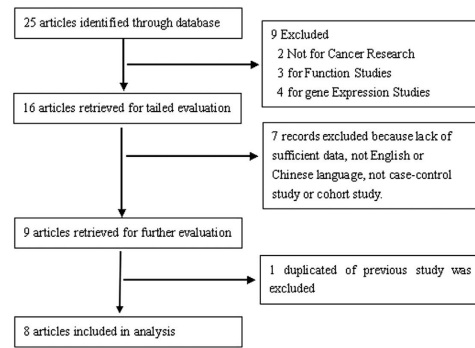 25 articles identified through database
9 Excluded
2 Not for Cancer Research
3 for Function Studies
4 for gene Expression Studies
16 articles retrieved for tailed evaluation
7 records excluded because lack of
sufficient data, not English or
Chinese language, not case-control
study or cohort study.
9 articles retrieved for further evaluation
1 duplicated of previous study was
excluded
8 articles included in analysis